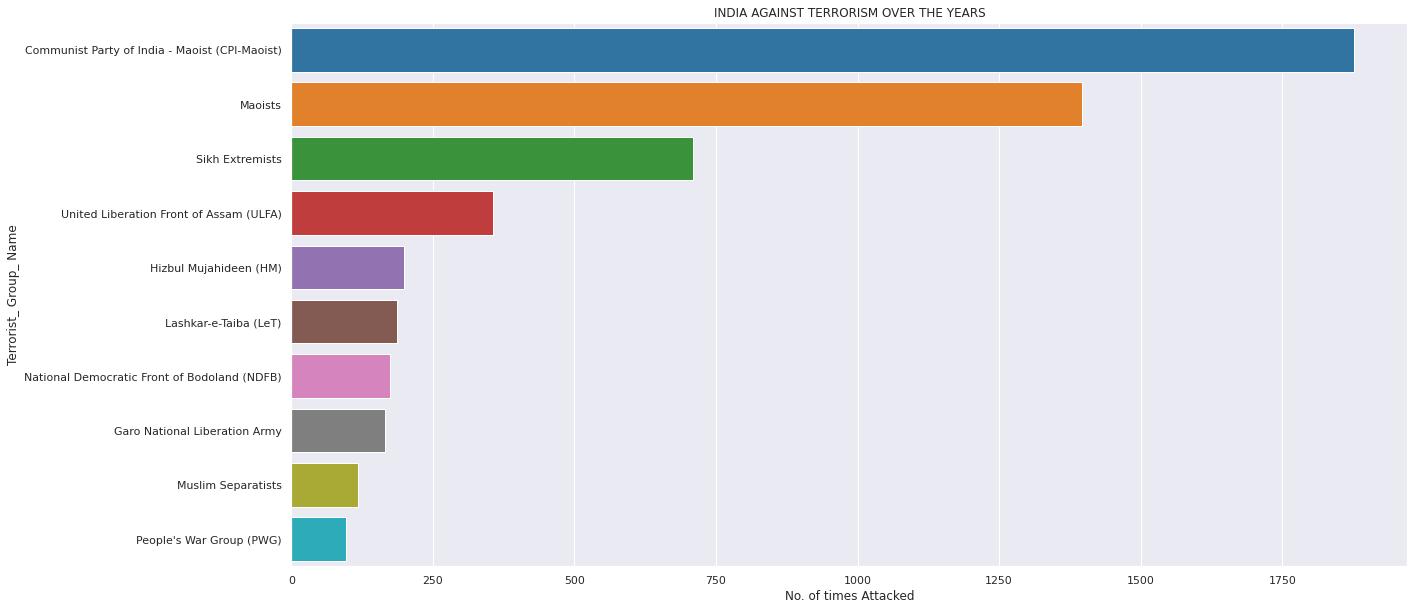 INDIA AGAINST TERRORISM OVER THE YEARS
Terrorist_ Group_ Name
Communist Party of India - Maoist (CPI-Maoist)
Maoists
Sikh Extremists
United Liberation Front of Assam (ULFA)
Hizbul Mujahideen (HM)
Lashkar-e-Taiba (LeT)
National Democratic Front of Bodoland (NDFB)
Garo National Liberation Army
Muslim Separatists
People's War Group (PWG)
0 250 500 750 1000 1250 1500 1750
No. of times Attacked